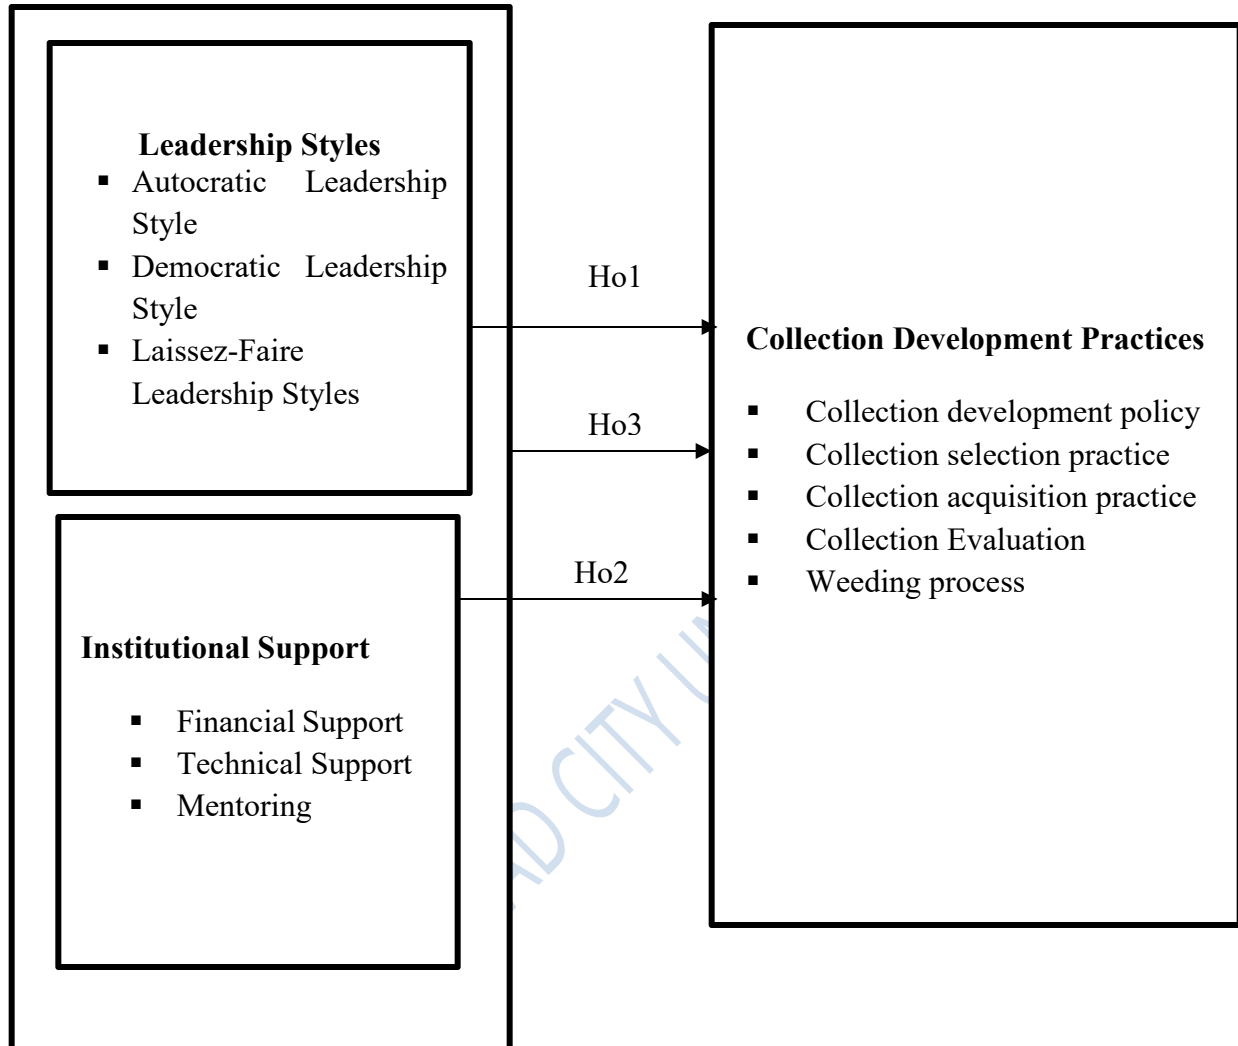 Leadership Styles
▪ Autocratic Leadership
Style
▪ Democratic Leadership
Style
▪ Laissez-Faire
Leadership Styles
Ho1
Ho3
Ho2
Institutional Support
▪ Financial Support
▪ Technical Support
▪ Mentoring
Collection Development Practices
▪ Collection development policy
▪ Collection selection practice
▪ Collection acquisition practice
▪ Collection Evaluation
▪ Weeding process
CITY